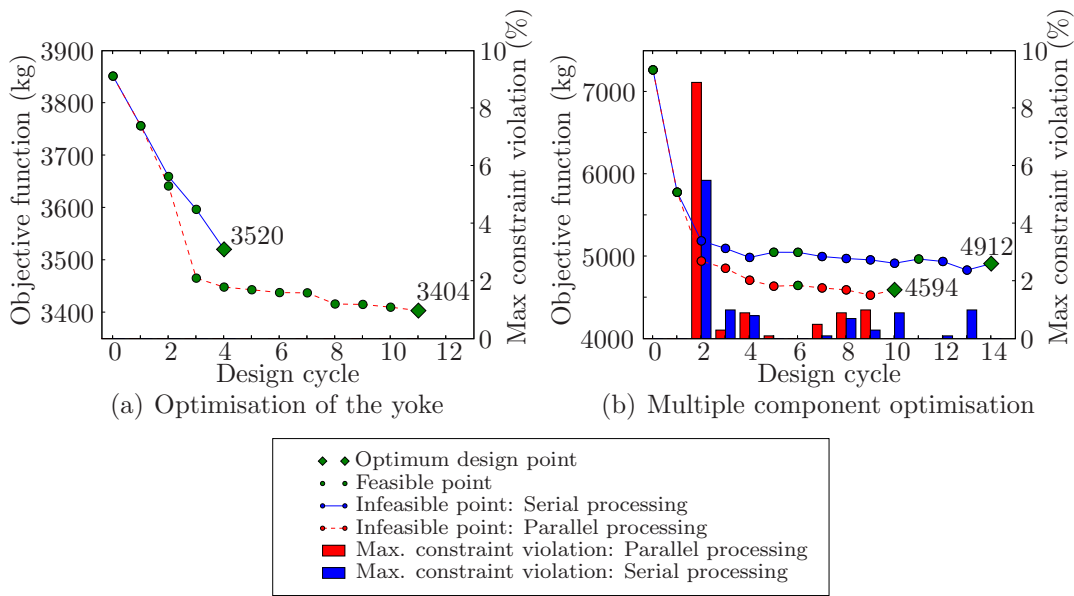 Objective function (kg)
3900
3800
3700
3600
3500
3400
3520
3404
10
8
6
4
2
0
Max constraint violation (%)
0 2 4 6 8 10 12
Design cycle
(a) Optimisation of the yoke
Objective function (kg)
7000
6000
5000
4000
4912
4594
10
8
6
4
2
0
Max constraint violation (%)
0 2 4 6 8 10 12 14
Design cycle
(b) Multiple component optimisation
Optimum design point
Feasible point
Infeasible point: Serial processing
Infeasible point: Parallel processing
Max. constraint violation: Parallel processing
Max. constraint violation: Serial processing